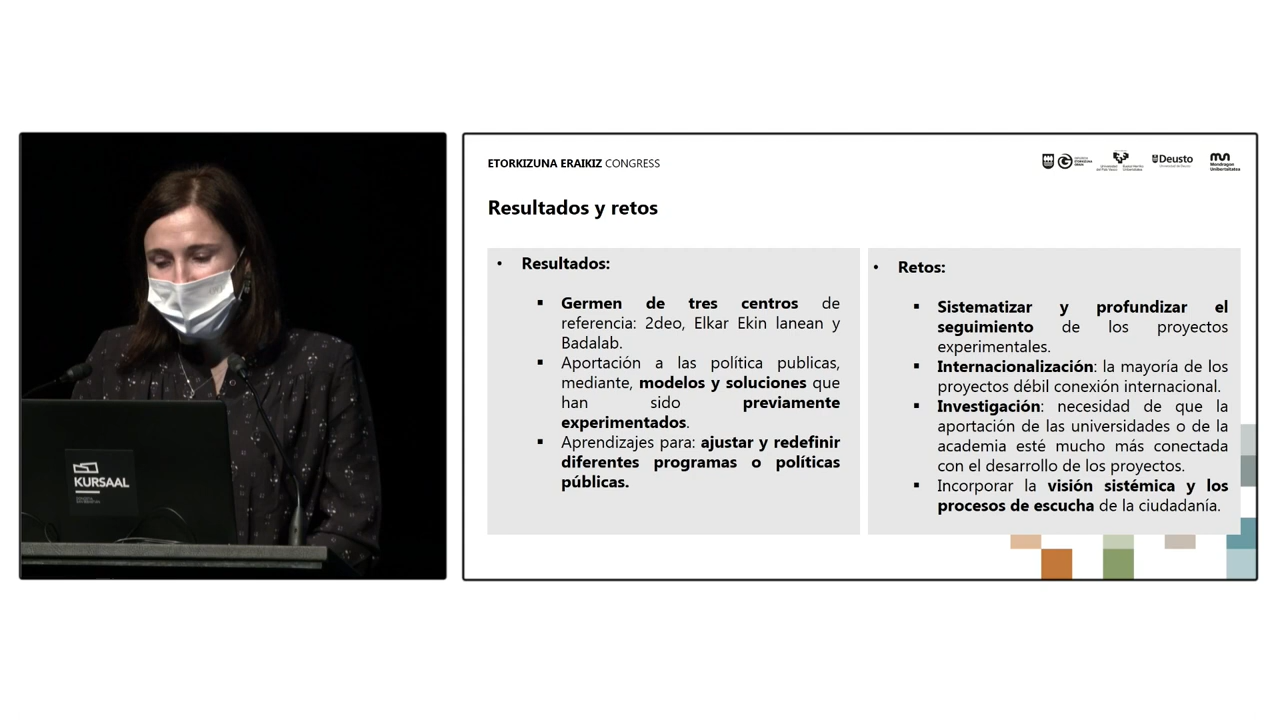 KURSAAL
ETORKIZUNA ERAIKIZ CONGRESS
Deusto
Mondragon
Unibertsitatea
Resultados y retos
• Resultados:
▪ Germen de tres centros de
referencia: 2deo, Elkar Ekin lanean y
Badalab.
▪ Aportación a las política publicas,
mediante, modelos y soluciones que
han sido previamente
experimentados.
▪ Aprendizajes para: ajustar y redefinir
diferentes programas o políticas
públicas.
• Retos:
▪ Sistematizar y profundizar el
seguimiento de los proyectos
experimentales.
▪ Internacionalización: la mayoría de los
proyectos débil conexión internacional.
▪ Investigación: necesidad de que la
aportación de las universidades o de la
academia esté mucho más conectada
con el desarrollo de los proyectos.
▪ Incorporar la visión sistémica y los
procesos de escucha de la ciudadanía.